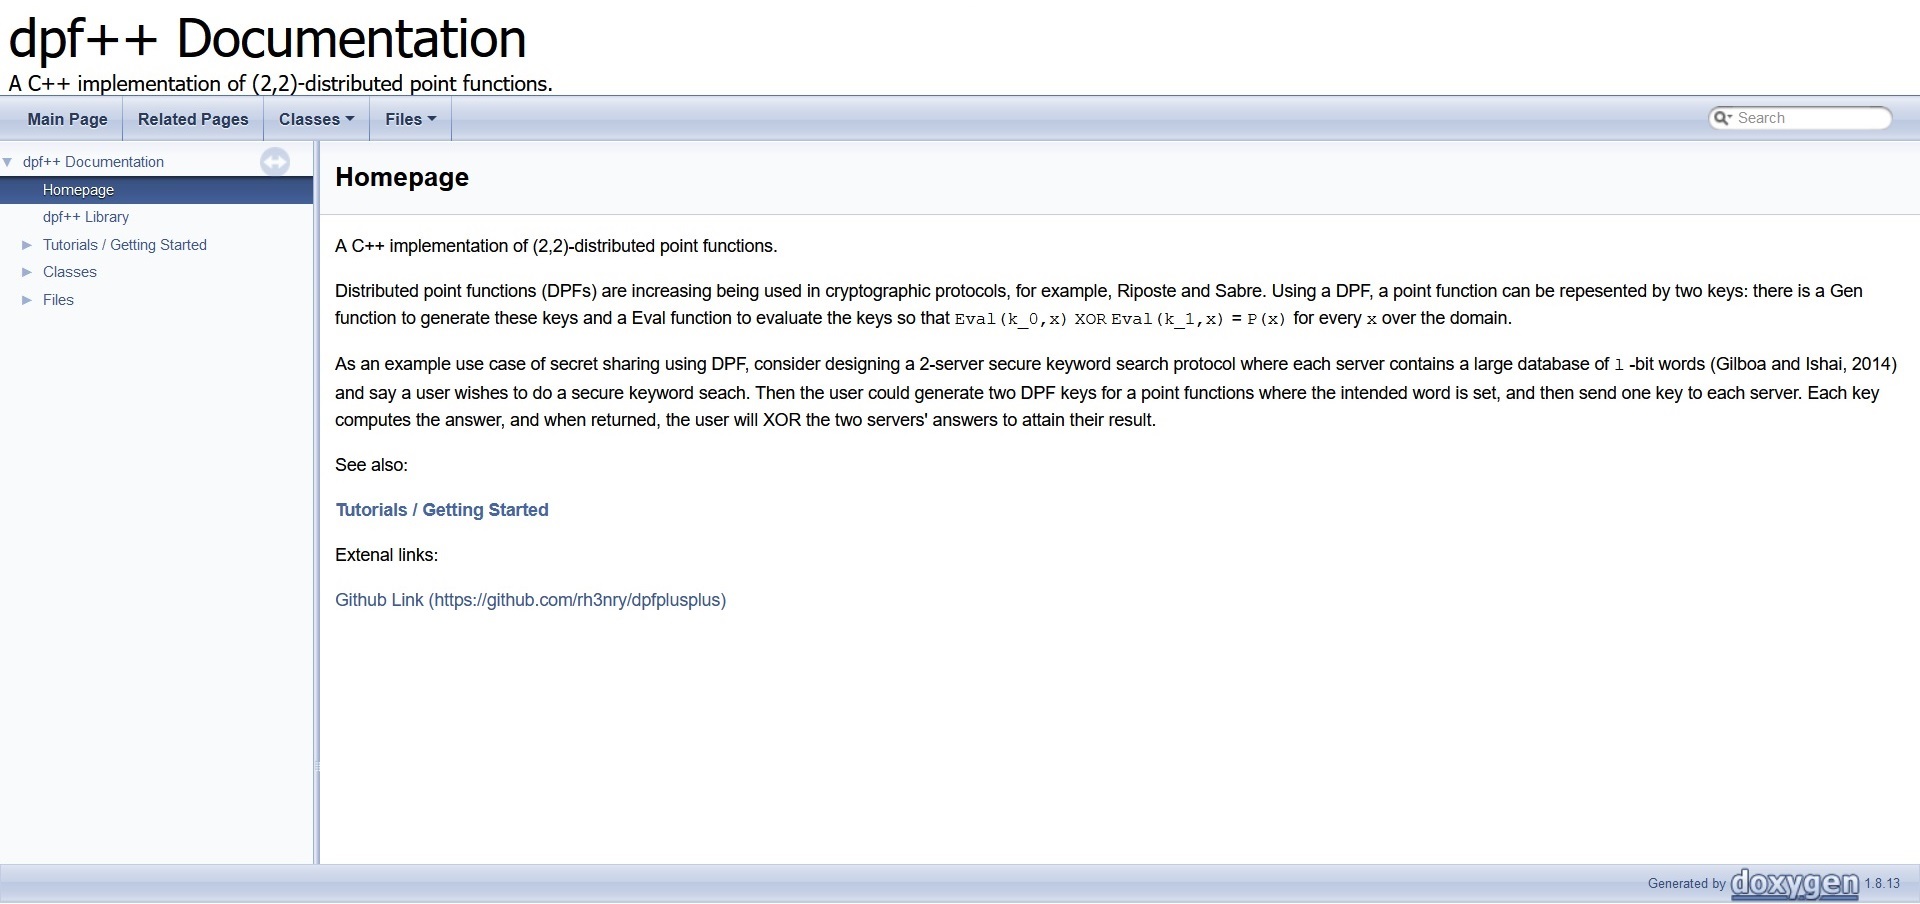 dpf++ Documentation
A C++ implementation of (2,2)-distributed point functions.
Main Page Related Pages Classes Files Search
dpf++ Documentation
Homepage
dpf++ Library
Tutorials / Getting Started
Classes
Files
Homepage
A C++ implementation of (2,2)-distributed point functions.
Distributed point functions (DPFs) are increasing being used in cryptographic protocols, for example, Riposte and Sabre. Using a DPF, a point function can be repesented by two keys: there is a Gen
function to generate these keys and a Eval function to evaluate the keys so that Eval(k_0,x) XOR Eval(k_1,x) = P(x) for every x over the domain.
As an example use case of secret sharing using DPF, consider designing a 2-server secure keyword search protocol where each server contains a large database of l -bit words (Gilboa and Ishai, 2014)
and say a user wishes to do a secure keyword seach. Then the user could generate two DPF keys for a point functions where the intended word is set, and then send one key to each server. Each key
computes the answer, and when returned, the user will XOR the two servers' answers to attain their result.
See also:
Tutorials / Getting Started
Extenal links:
Github Link (https://github.com/rh3nry/dpfplusplus)
Generated by doxygen 1.8.13